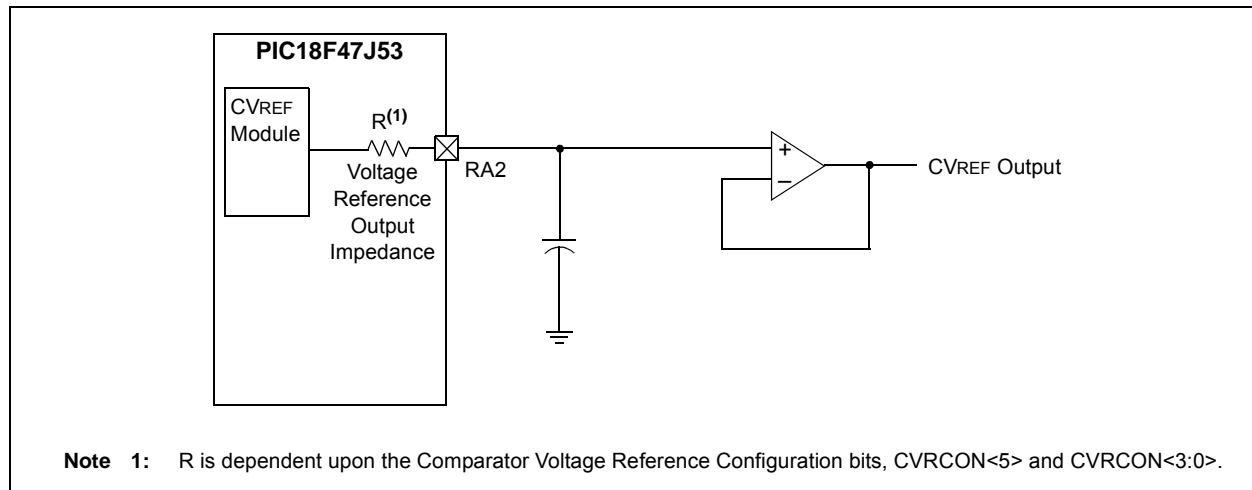 PIC18F47J53
CVREF
Module
R(1)
Voltage
Reference
Output
Impedance
RA2
+
–
CVREF Output
Note 1: R is dependent upon the Comparator Voltage Reference Configuration bits, CVRCON<5> and CVRCON<3:0>.